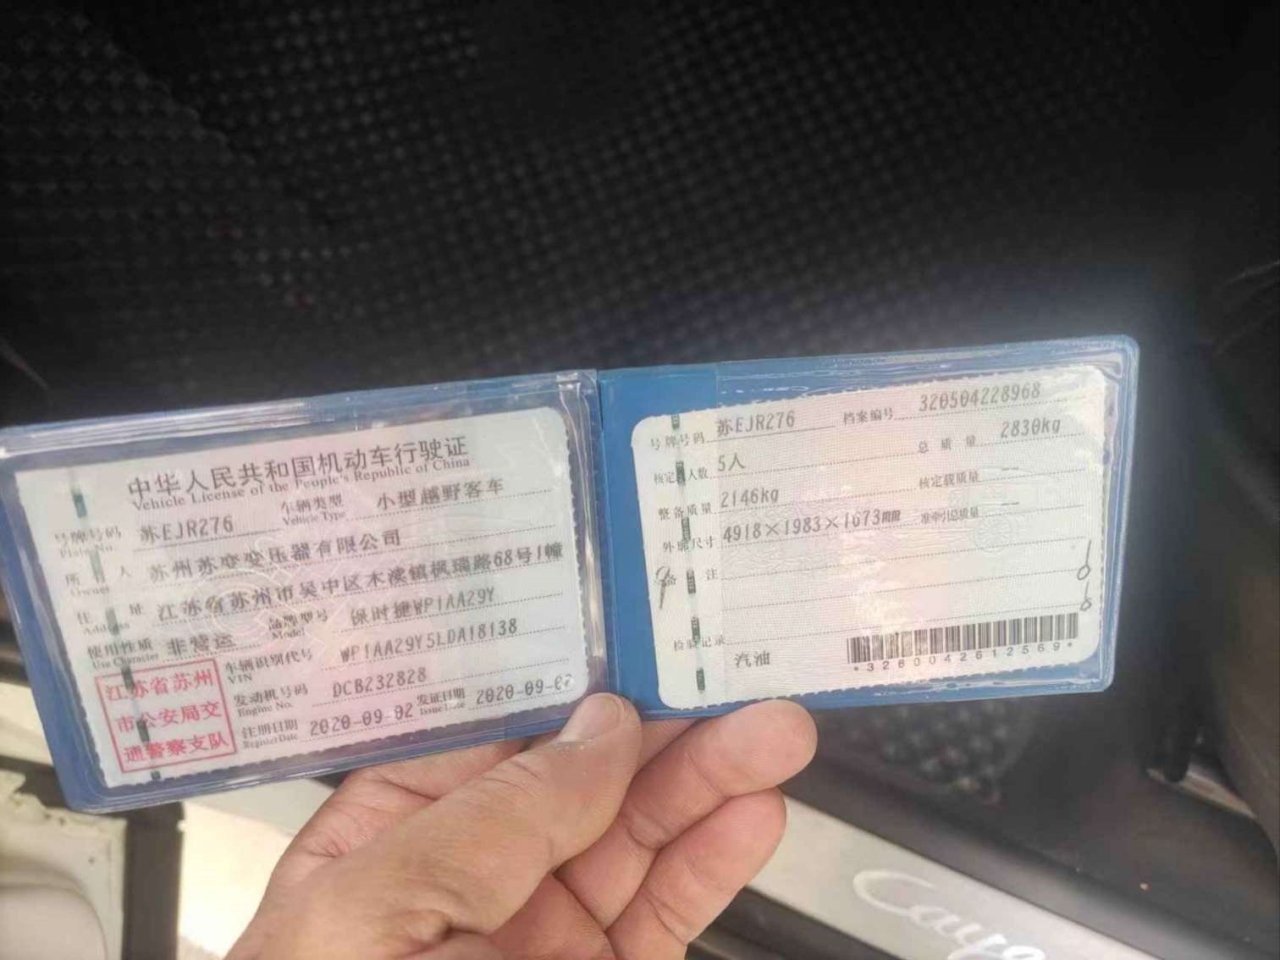 中华人民共和国机动车行驶证
Vehicle License of the People's Republic of China
号牌号码 苏EJR276 车辆类型 小型越野客车
Plate No. Vehicle Type
所有人 苏州苏变变压器有限公司
Owner
住址 江苏省苏州市吴中区木渎镇枫瑞路68号1幢
Address
使用性质 非营运 品牌型号 保时捷WP1AA29Y
Use Character Model
车辆识别代号 WP1AA29Y5LDA18138
VIN
发动机号码 DCB232828
Engine No.
注册日期 2020-09-02 发证日期 2020-09-02
Register Date Issue Date
江苏省苏州
市公安局交
通警察支队
号牌号码 苏EJR276 档案编号 320504228968
核定载人数 5人 总质量 2830kg
整备质量 2146kg 核定载质量 --
外廓尺寸 4918×1983×1673 准牵引总质量 --
备注
检验记录 汽油
*3260042612569*
Caye